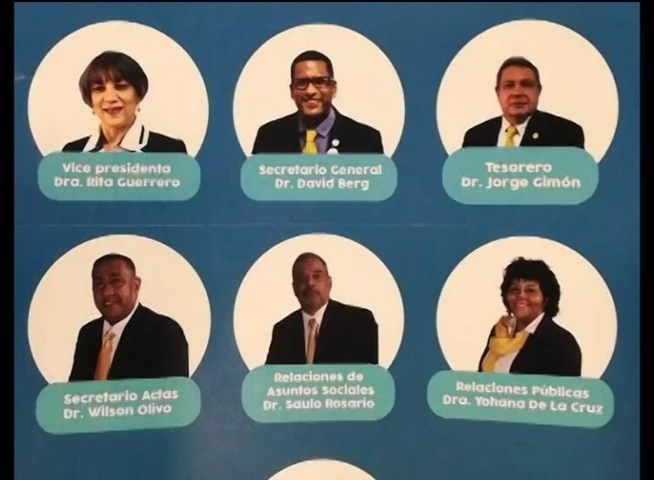 Vice presidenta
Dra. Rita Guerrero
Secretario General
Dr. David Berg
Tesorero
Dr. Jorge Gimón
Secretario Actas
Dr. Wilson Olivo
Relaciones de
Asuntos Sociales
Dr. Saulo Rosario
Relaciones Públicas
Dra. Yohana De La Cruz